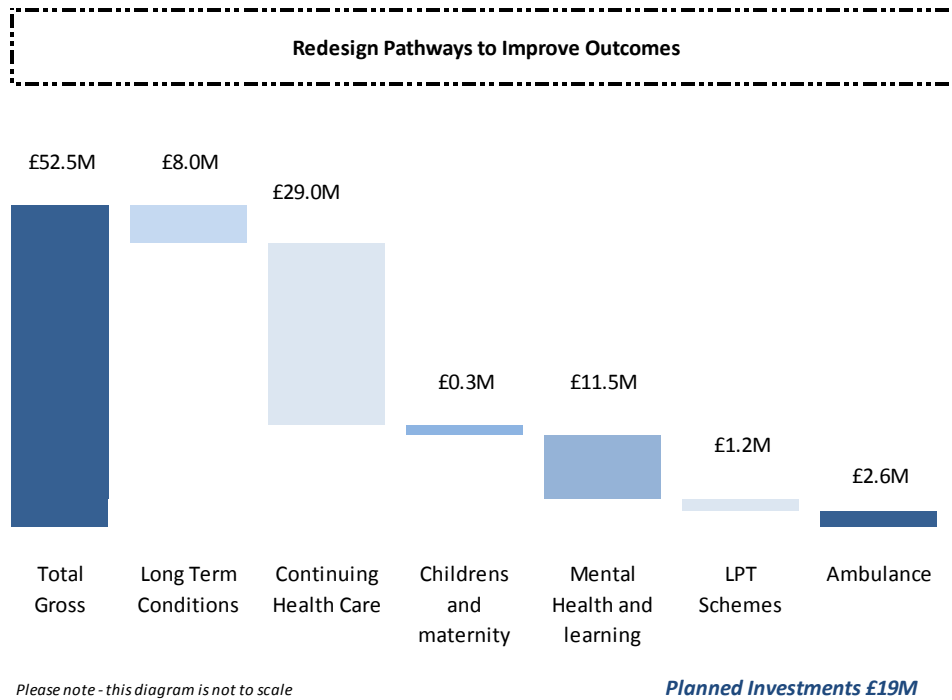 Redesign Pathways to Improve Outcomes
£52.5M
£8.0M
£29.0M
£0.3M
£11.5M
£1.2M
£2.6M
Total
Gross
Long Term
Conditions
Continuing
Health Care
Childrens
and
maternity
Mental
Health and
learning
LPT
Schemes
Ambulance
Please note - this diagram is not to scale
Planned Investments £19M